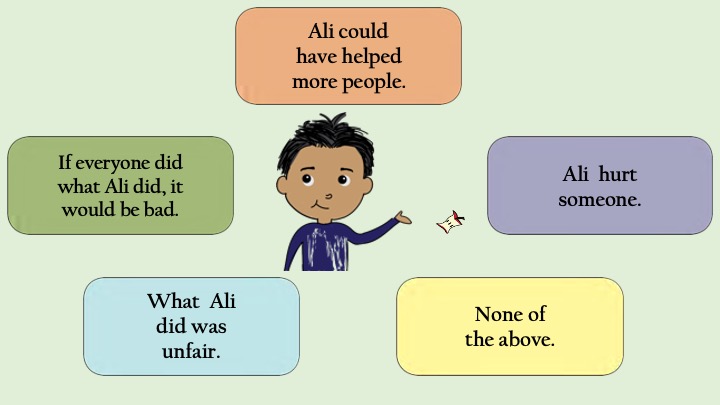 Ali could
have helped
more people.
If everyone did
what Ali did, it
would be bad.
Ali hurt
someone.
What Ali
did was
unfair.
None of
the above.